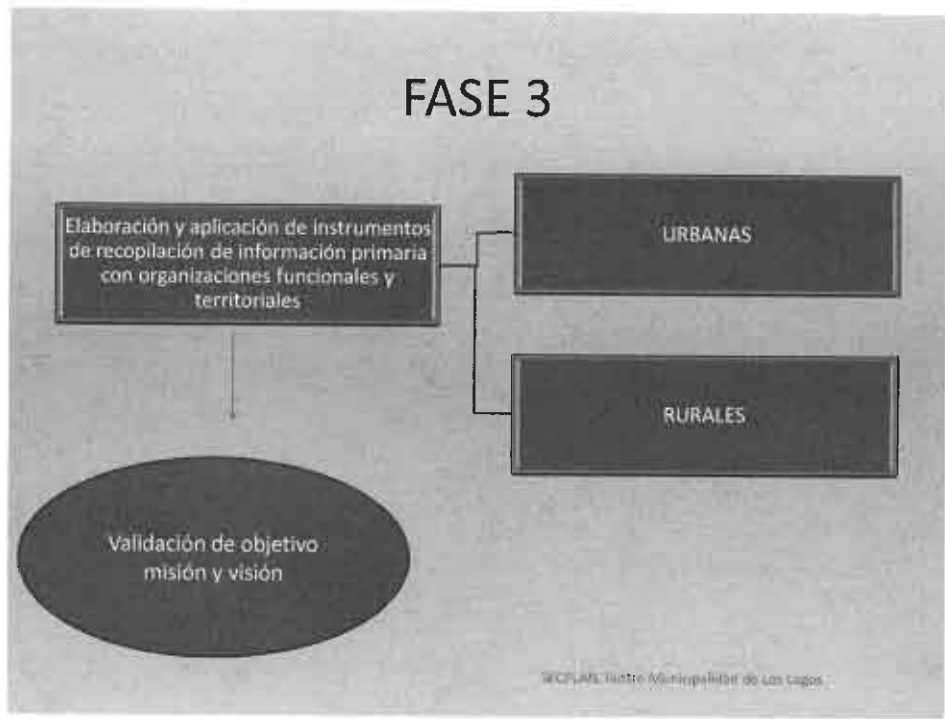 FASE 3
Elaboración y aplicación de instrumentos
de recopilación de información primaria
con organizaciones funcionales y
territoriales
URBANAS
RURALES
Validación de objetivo
misión y visión
SECPLAN, Ilustre Municipalidad de Los Lagos